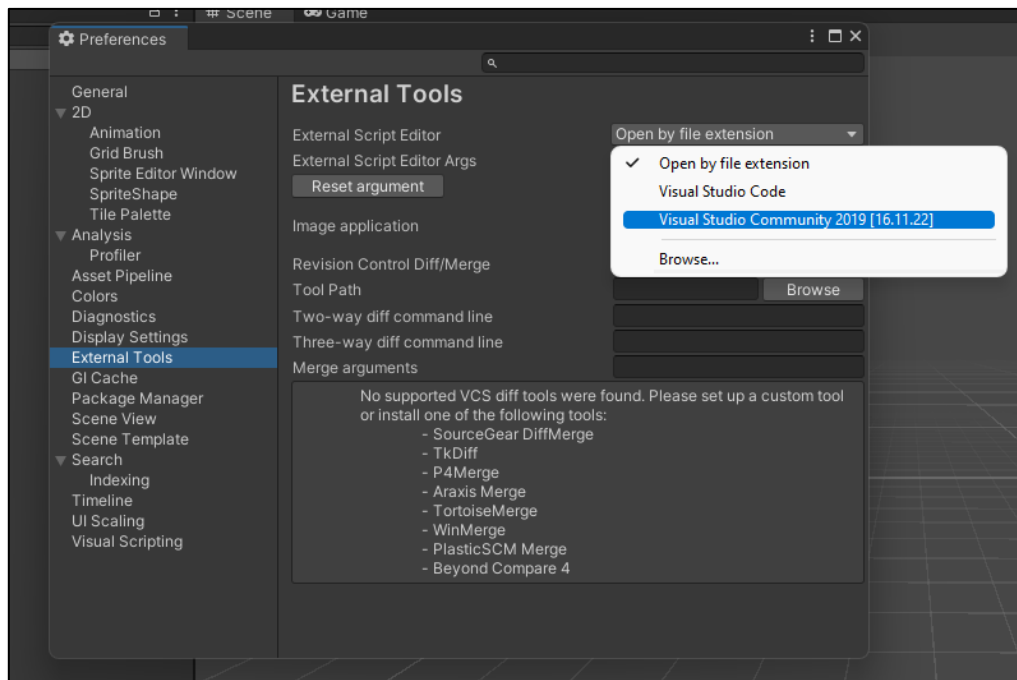 # Scene
Game
Preferences
General
2D
Animation
Grid Brush
Sprite Editor Window
SpriteShape
Tile Palette
Analysis
Profiler
Asset Pipeline
Colors
Diagnostics
Display Settings
External Tools
GI Cache
Package Manager
Scene View
Scene Template
Search
Indexing
Timeline
UI Scaling
Visual Scripting
External Tools
External Script Editor
Open by file extension
External Script Editor Args
Reset argument
Image application
Revision Control Diff/Merge
Tool Path
Browse
Two-way diff command line
Three-way diff command line
Merge arguments
Open by file extension
Visual Studio Code
Visual Studio Community 2019 [16.11.22]
Browse...
No supported VCS diff tools were found. Please set up a custom tool
or install one of the following tools:
- SourceGear DiffMerge
- TkDiff
- P4Merge
- Araxis Merge
- TortoiseMerge
- WinMerge
- PlasticSCM Merge
- Beyond Compare 4